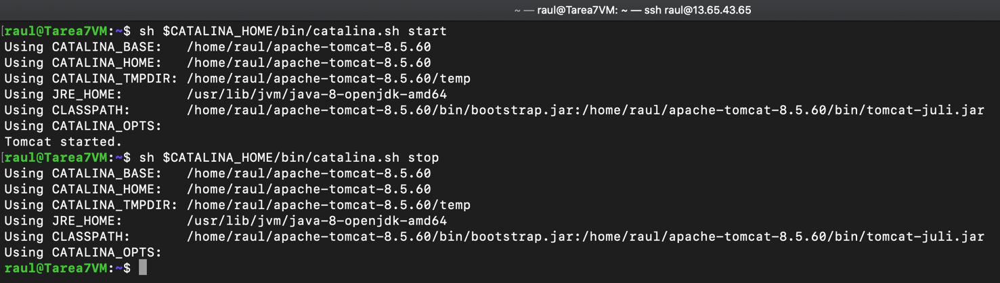 ~ — raul@Tarea7VM: ~ — ssh raul@13.65.43.65
[raul@Tarea7VM:~$ sh $CATALINA_HOME/bin/catalina.sh start
Using CATALINA_BASE:   /home/raul/apache-tomcat-8.5.60
Using CATALINA_HOME:   /home/raul/apache-tomcat-8.5.60
Using CATALINA_TMPDIR: /home/raul/apache-tomcat-8.5.60/temp
Using JRE_HOME:        /usr/lib/jvm/java-8-openjdk-amd64
Using CLASSPATH:       /home/raul/apache-tomcat-8.5.60/bin/bootstrap.jar:/home/raul/apache-tomcat-8.5.60/bin/tomcat-juli.jar
Using CATALINA_OPTS:
Tomcat started.
[raul@Tarea7VM:~$ sh $CATALINA_HOME/bin/catalina.sh stop
Using CATALINA_BASE:   /home/raul/apache-tomcat-8.5.60
Using CATALINA_HOME:   /home/raul/apache-tomcat-8.5.60
Using CATALINA_TMPDIR: /home/raul/apache-tomcat-8.5.60/temp
Using JRE_HOME:        /usr/lib/jvm/java-8-openjdk-amd64
Using CLASSPATH:       /home/raul/apache-tomcat-8.5.60/bin/bootstrap.jar:/home/raul/apache-tomcat-8.5.60/bin/tomcat-juli.jar
Using CATALINA_OPTS:
raul@Tarea7VM:~$